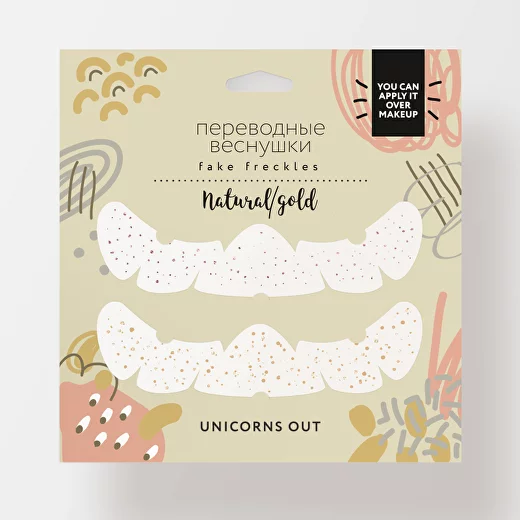 YOU CAN
APPLY IT
OVER
MAKEUP
переводные
веснушки
fake freckles
Natural/gold
UNICORNS OUT